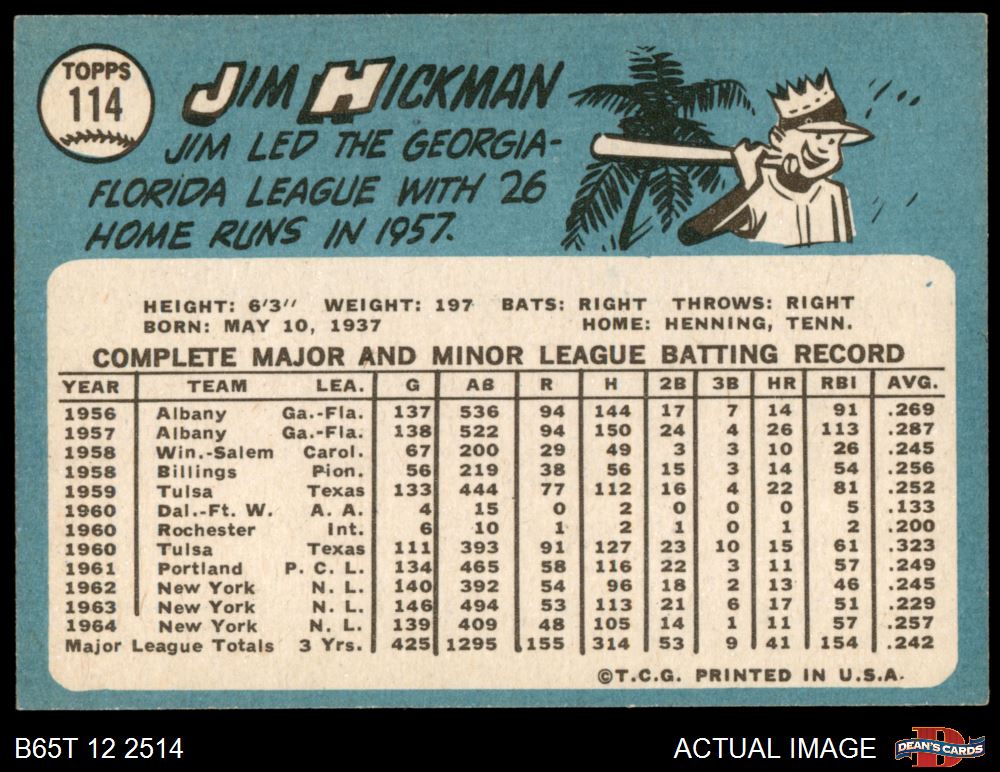 TOPPS
114
JIM HICKMAN
JIM LED THE GEORGIA-
FLORIDA LEAGUE WITH 26
HOME RUNS IN 1957.
HEIGHT: 6'3" WEIGHT: 197 BATS: RIGHT THROWS: RIGHT
BORN: MAY 10, 1937 HOME: HENNING, TENN.
COMPLETE MAJOR AND MINOR LEAGUE BATTING RECORD
YEAR TEAM LEA. G AB R H 2B 3B HR RBI AVG.
1956 Albany Ga.-Fla. 137 536 94 144 17 7 14 91 .269
1957 Albany Ga.-Fla. 138 522 94 150 24 4 26 113 .287
1958 Win.-Salem Carol. 67 200 29 49 3 3 10 26 .245
1958 Billings Pion. 56 219 38 56 15 3 14 54 .256
1959 Tulsa Texas 133 444 77 112 16 4 22 81 .252
1960 Dal.-Ft. W. A. A. 4 15 0 2 0 0 0 5 .133
1960 Rochester Int. 6 10 1 2 1 0 1 2 .200
1960 Tulsa Texas 111 393 91 127 23 10 15 61 .323
1961 Portland P. C. L. 134 465 58 116 22 3 11 57 .249
1962 New York N. L. 140 392 54 96 18 2 13 46 .245
1963 New York N. L. 146 494 53 113 21 6 17 51 .229
1964 New York N. L. 139 409 48 105 14 1 11 57 .257
Major League Totals 3 Yrs. 425 1295 155 314 53 9 41 154 .242
©T.C.G. PRINTED IN U.S.A.
B65T 12 2514
ACTUAL IMAGE
D
DEAN'S CARDS